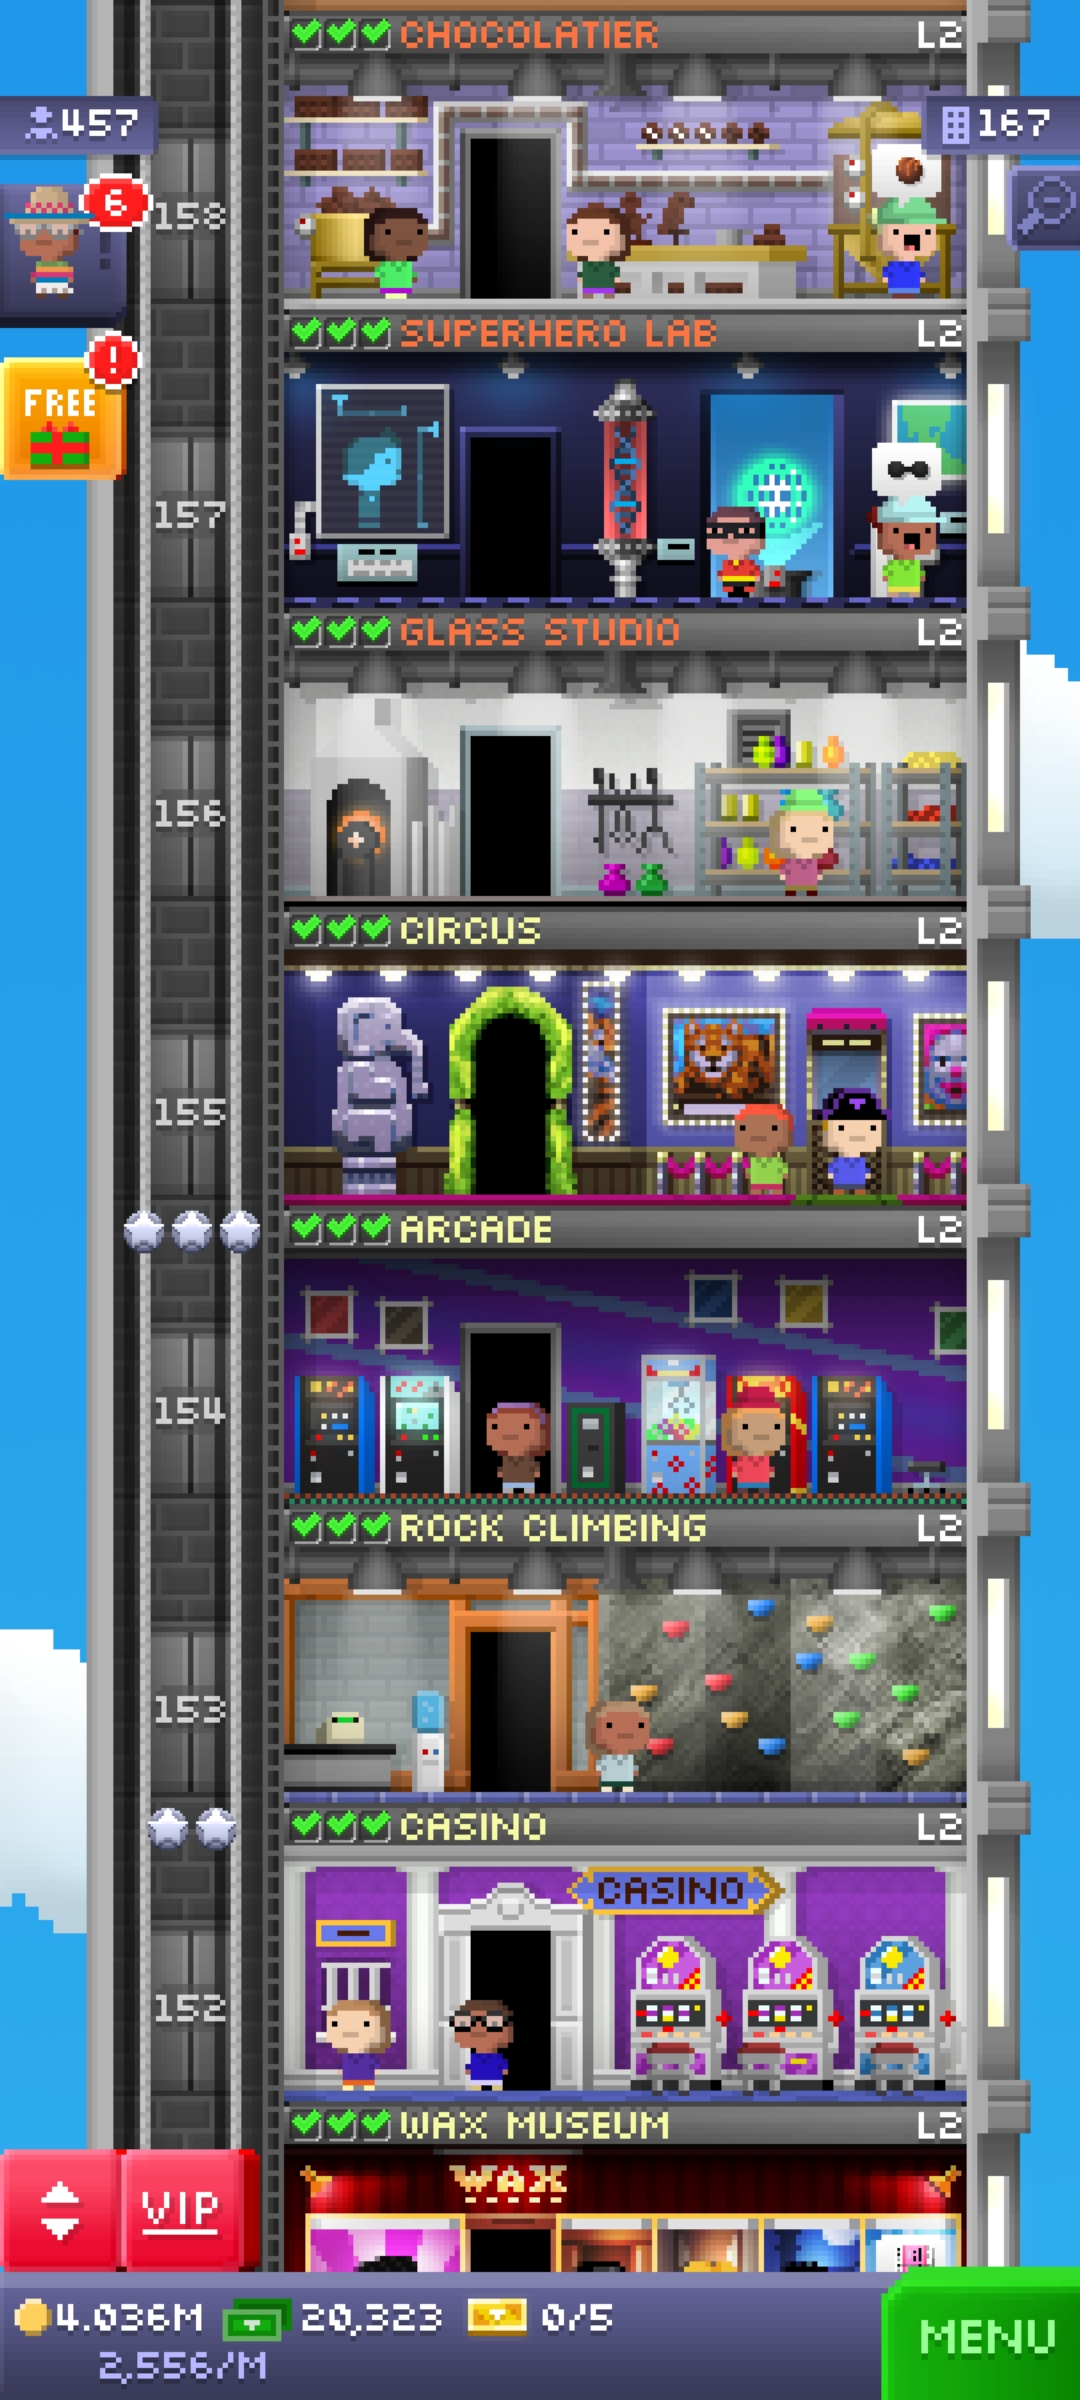 CHOCOLATIER L2
457
167
6
158
SUPERHERO LAB L2
!
FREE
157
GLASS STUDIO L2
156
CIRCUS L2
155
ARCADE L2
154
ROCK CLIMBING L2
153
CASINO L2
CASINO
152
WAX MUSEUM L2
WAX
VIP
4.036M 20,323 0/5
2,556/M
MENU